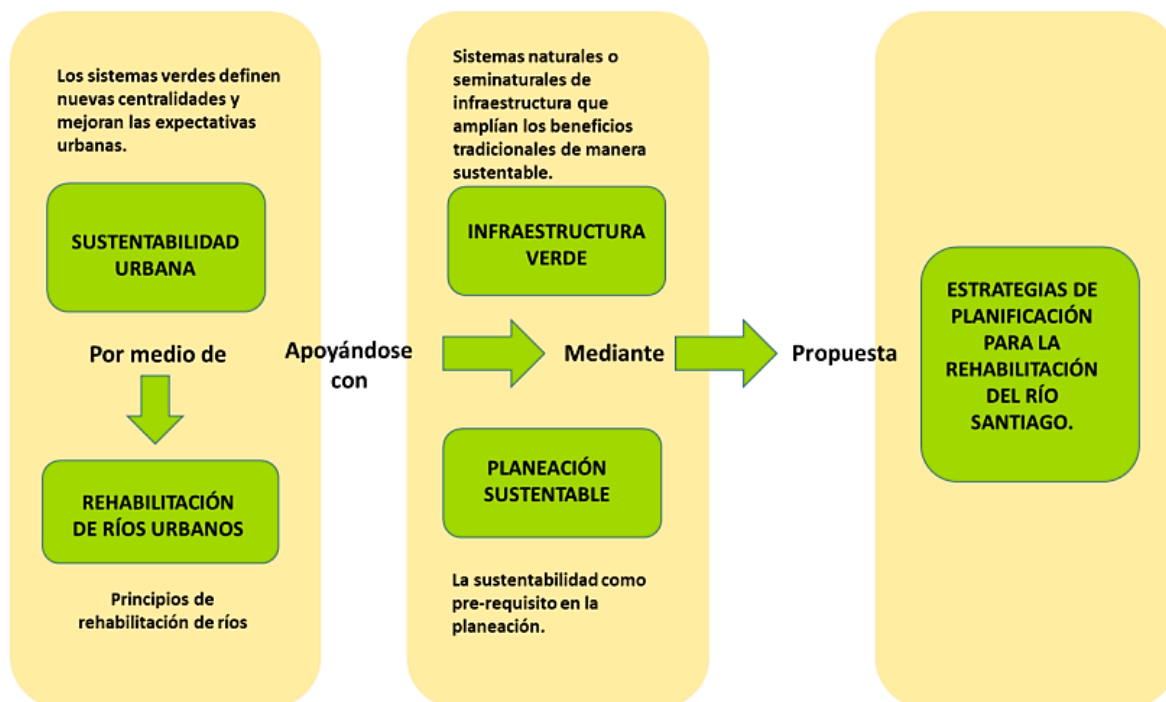 Los sistemas verdes definen
nuevas centralidades y
mejoran las expectativas
urbanas.
SUSTENTABILIDAD
URBANA
Por medio de
REHABILITACIÓN
DE RÍOS URBANOS
Principios de
rehabilitación de ríos
Apoyándose
con
Sistemas naturales o
seminaturales de
infraestructura que
amplían los beneficios
tradicionales de manera
sustentable.
INFRAESTRUCTURA
VERDE
Mediante
PLANEACIÓN
SUSTENTABLE
La sustentabilidad como
pre-requisito en la
planeación.
Propuesta
ESTRATEGIAS DE
PLANIFICACIÓN
PARA LA
REHABILITACIÓN
DEL RÍO
SANTIAGO.